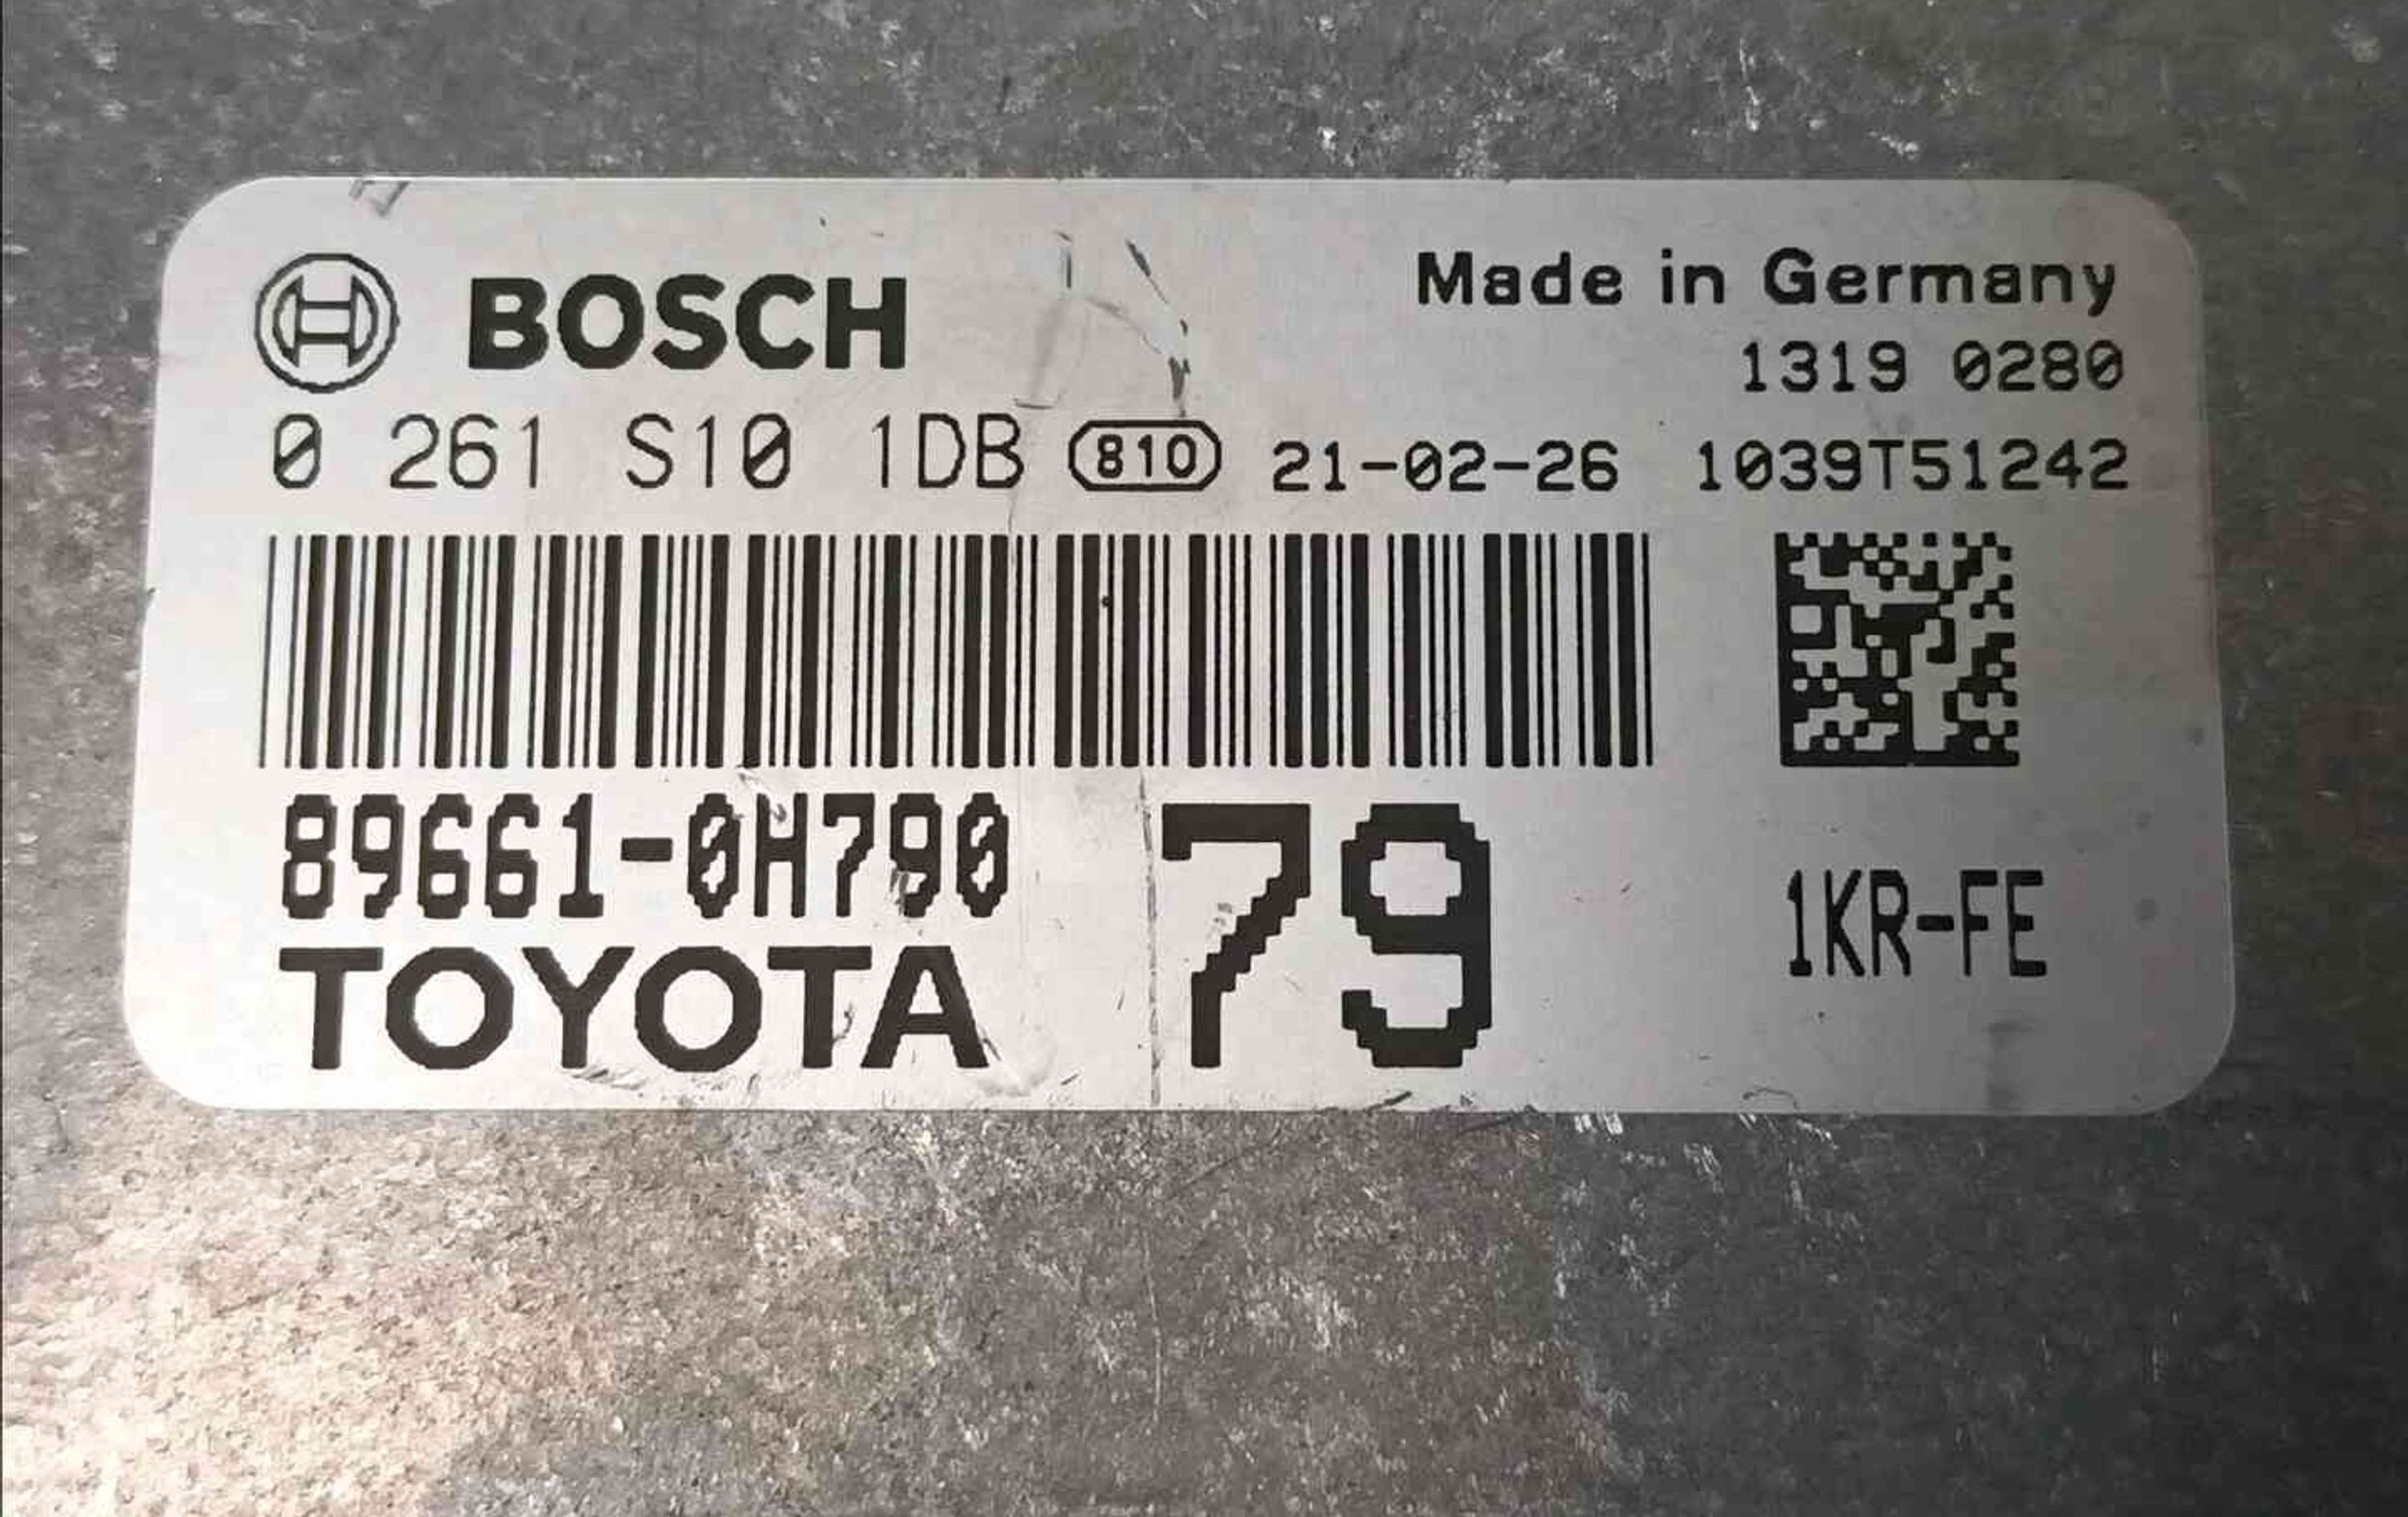 BOSCH
Made in Germany
1319 0280
0 261 S10 1DB 810 21-02-26 1039T51242
89661-0H790
79
1KR-FE
TOYOTA